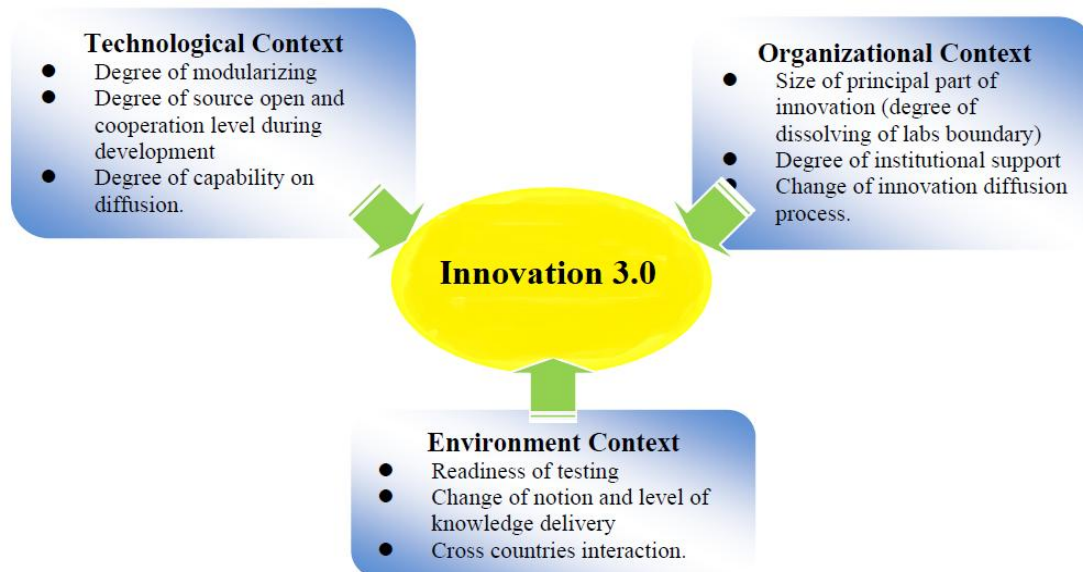 Technological Context
● Degree of modularizing
● Degree of source open and
cooperation level during
development
● Degree of capability on
diffusion.
Organizational Context
● Size of principal part of
innovation (degree of
dissolving of labs boundary)
● Degree of institutional support
● Change of innovation diffusion
process.
Innovation 3.0
Environment Context
● Readiness of testing
● Change of notion and level of
knowledge delivery
● Cross countries interaction.